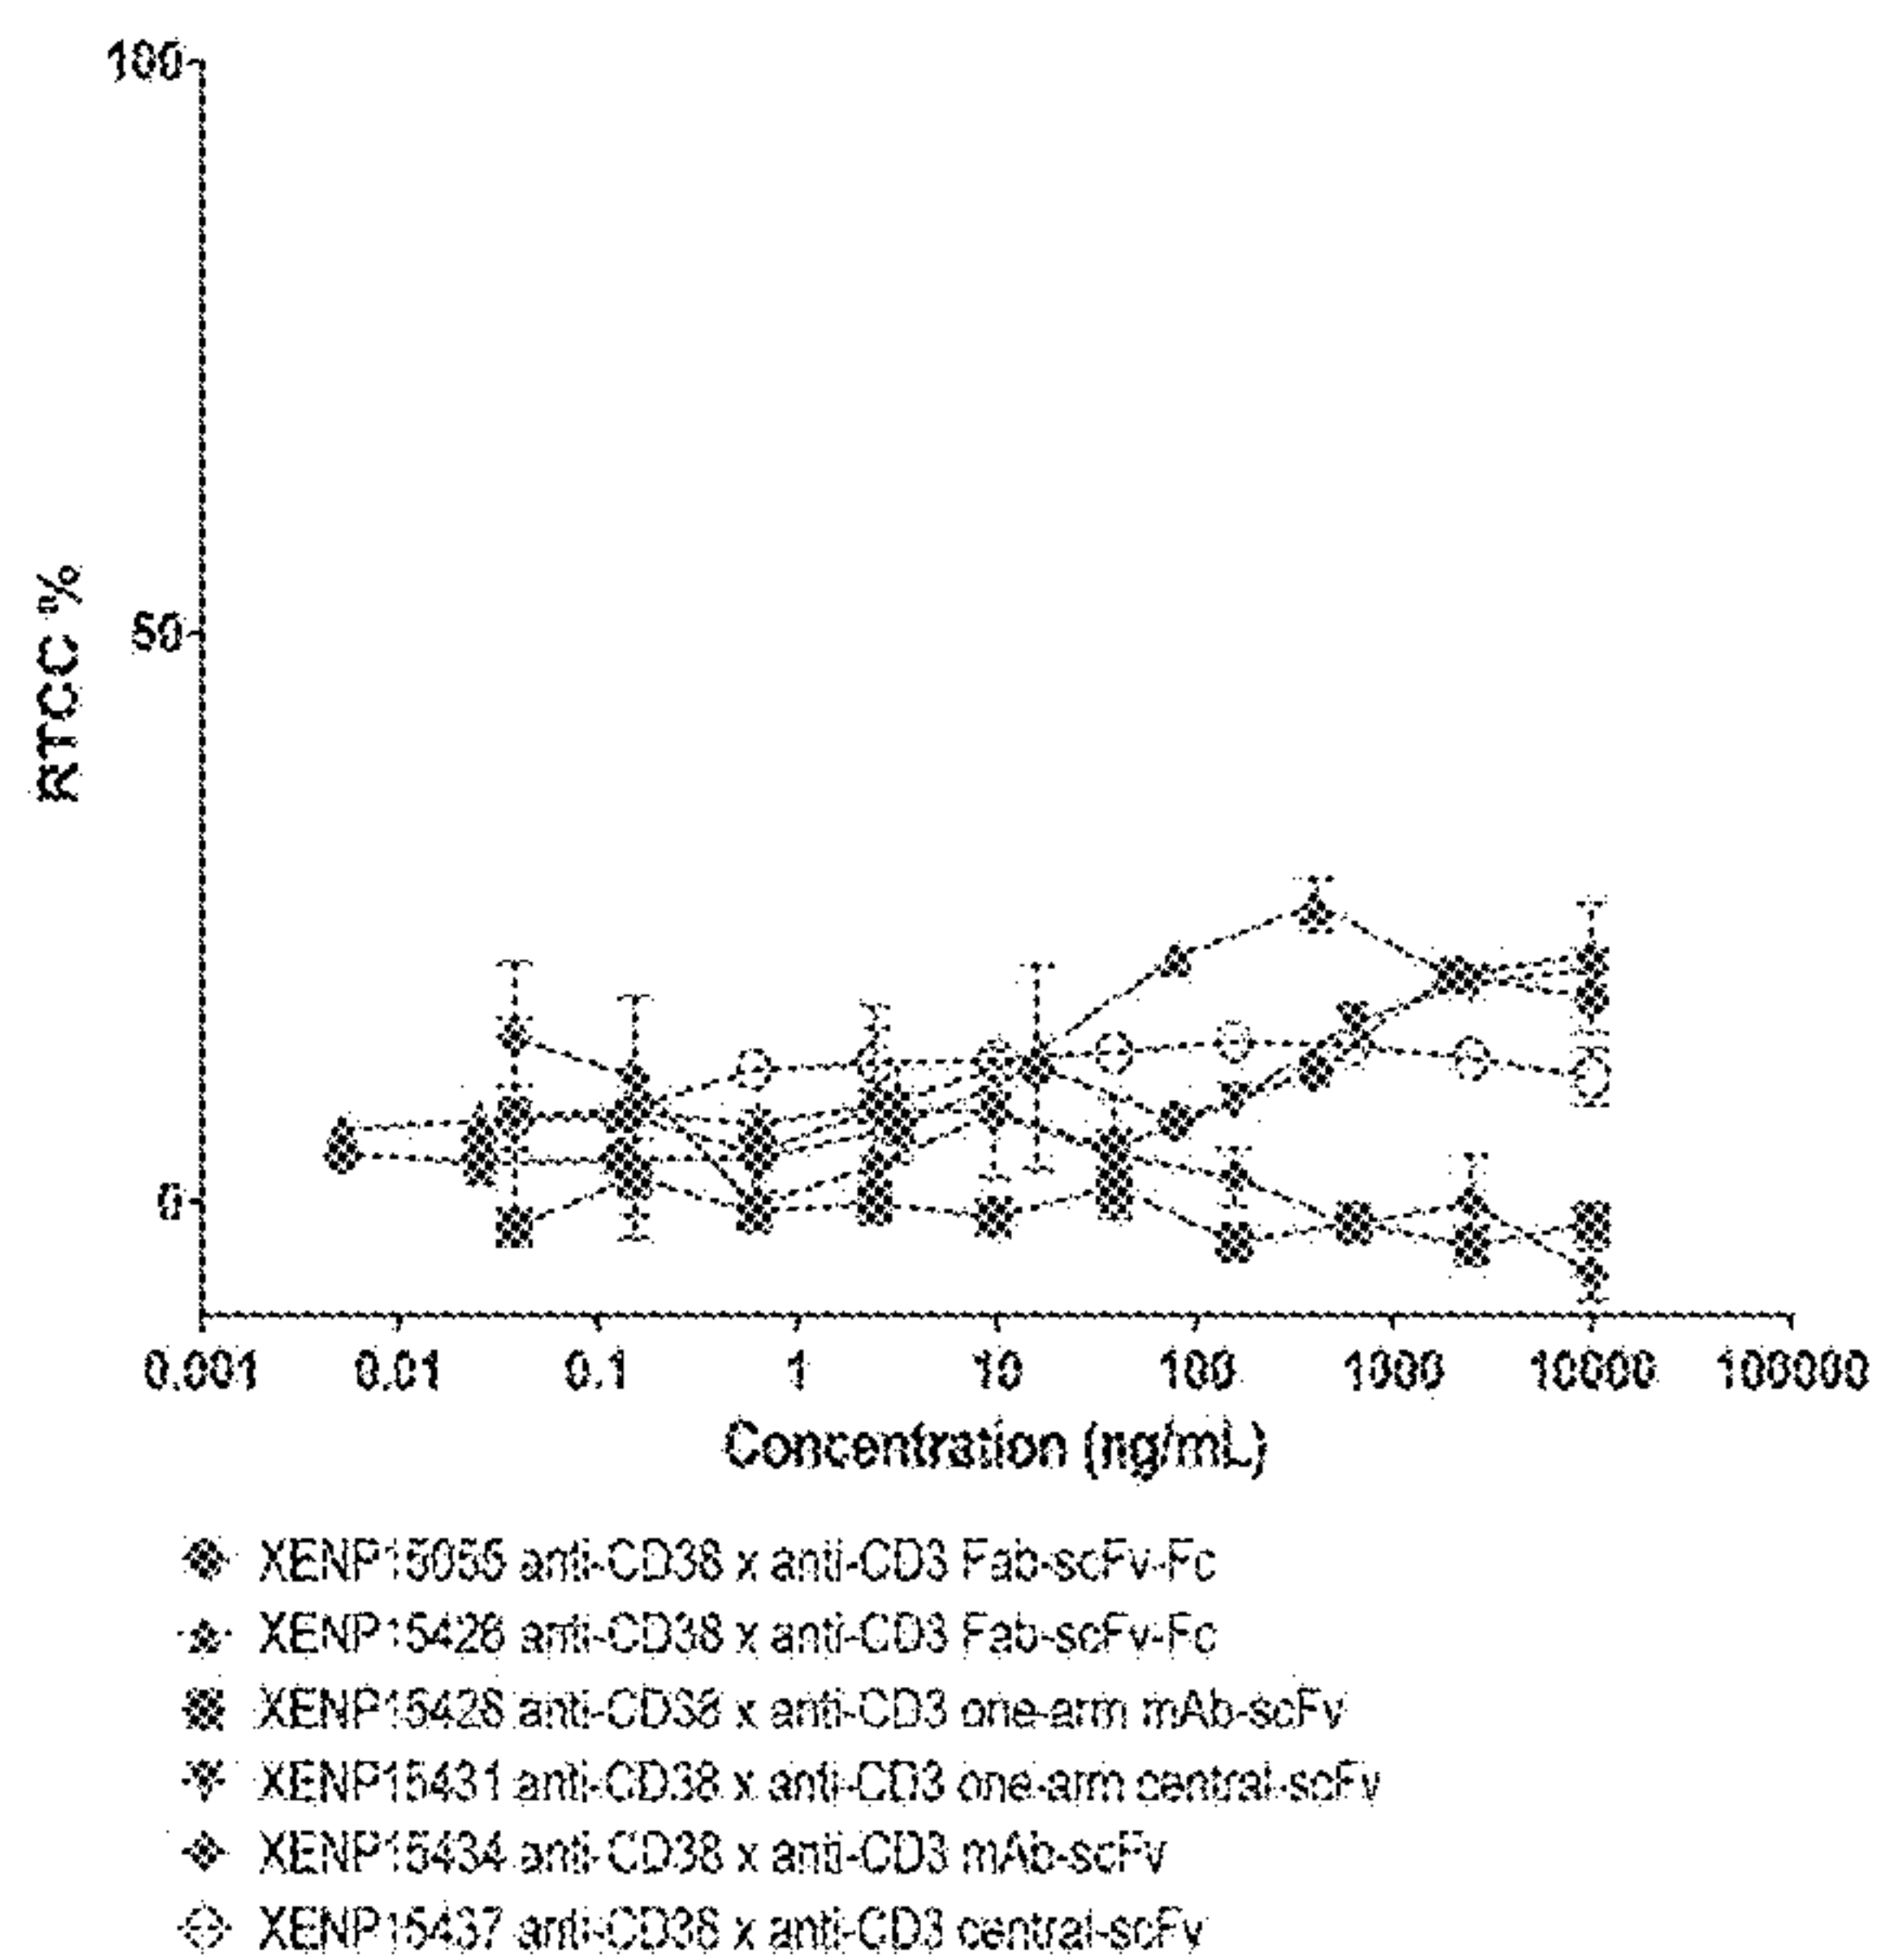 100
50
0
RTCC %
0.001 0.01 0.1 1 10 100 1000 10000 100000
Concentration (ng/mL)
XENP15055 anti-CD38 x anti-CD3 Fab-scFv-Fc
XENP15426 anti-CD38 x anti-CD3 Fab-scFv-Fc
XENP15428 anti-CD38 x anti-CD3 one-arm mAb-scFv
XENP15431 anti-CD38 x anti-CD3 one-arm central-scFv
XENP15434 anti-CD38 x anti-CD3 mAb-scFv
XENP15437 anti-CD38 x anti-CD3 central-scFv